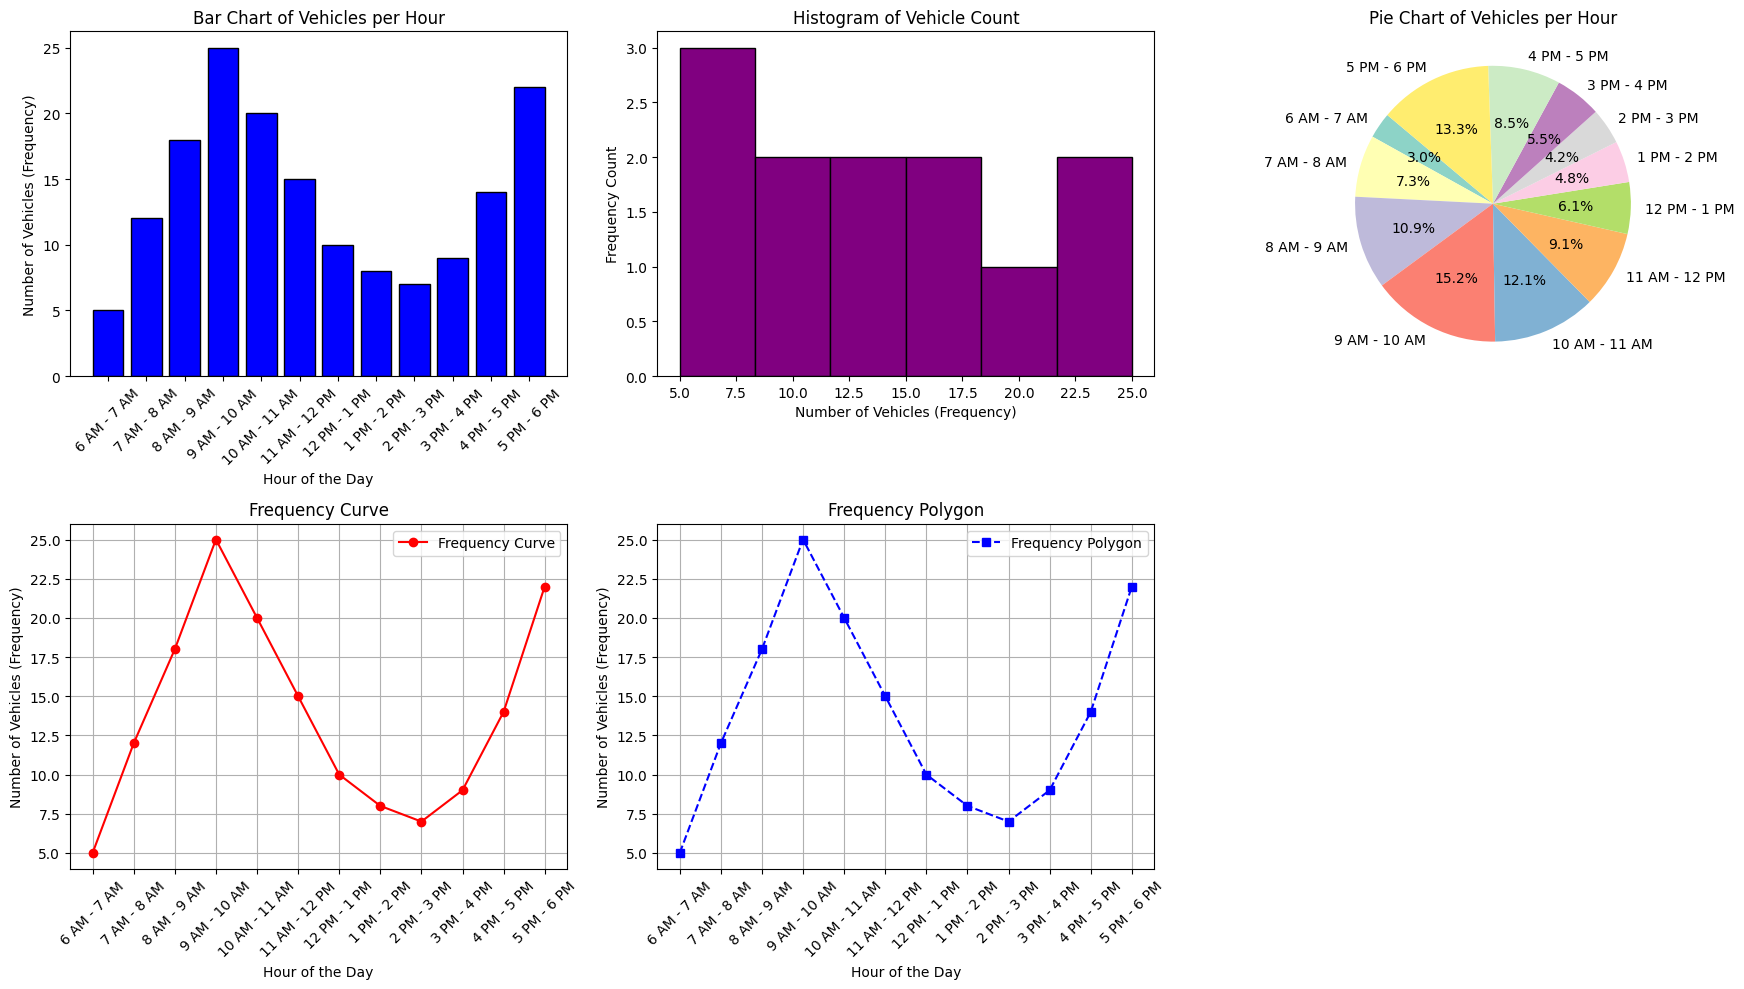 Bar Chart of Vehicles per Hour
Number of Vehicles (Frequency)
25
20
15
10
5
0
6 AM - 7 AM
7 AM - 8 AM
8 AM - 9 AM
9 AM - 10 AM
10 AM - 11 AM
11 AM - 12 PM
12 PM - 1 PM
1 PM - 2 PM
2 PM - 3 PM
3 PM - 4 PM
4 PM - 5 PM
5 PM - 6 PM
Hour of the Day
Histogram of Vehicle Count
Frequency Count
3.0
2.5
2.0
1.5
1.0
0.5
0.0
5.0
7.5
10.0
12.5
15.0
17.5
20.0
22.5
25.0
Number of Vehicles (Frequency)
Pie Chart of Vehicles per Hour
4 PM - 5 PM
5 PM - 6 PM
3 PM - 4 PM
6 AM - 7 AM
2 PM - 3 PM
7 AM - 8 AM
1 PM - 2 PM
12 PM - 1 PM
8 AM - 9 AM
11 AM - 12 PM
9 AM - 10 AM
10 AM - 11 AM
8.5%
13.3%
5.5%
3.0%
4.2%
7.3%
4.8%
6.1%
10.9%
9.1%
15.2%
12.1%
Frequency Curve
Frequency Curve
Number of Vehicles (Frequency)
25.0
22.5
20.0
17.5
15.0
12.5
10.0
7.5
5.0
6 AM - 7 AM
7 AM - 8 AM
8 AM - 9 AM
9 AM - 10 AM
10 AM - 11 AM
11 AM - 12 PM
12 PM - 1 PM
1 PM - 2 PM
2 PM - 3 PM
3 PM - 4 PM
4 PM - 5 PM
5 PM - 6 PM
Hour of the Day
Frequency Polygon
Frequency Polygon
Number of Vehicles (Frequency)
25.0
22.5
20.0
17.5
15.0
12.5
10.0
7.5
5.0
6 AM - 7 AM
7 AM - 8 AM
8 AM - 9 AM
9 AM - 10 AM
10 AM - 11 AM
11 AM - 12 PM
12 PM - 1 PM
1 PM - 2 PM
2 PM - 3 PM
3 PM - 4 PM
4 PM - 5 PM
5 PM - 6 PM
Hour of the Day